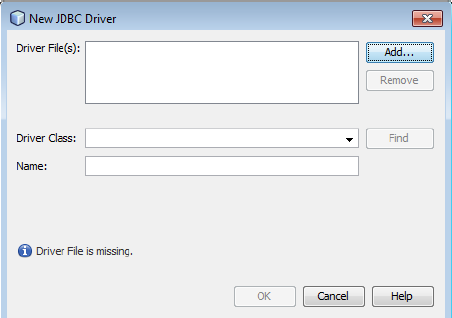 New JDBC Driver
Driver File(s):
Add...
Remove
Driver Class:
Find
Name:
Driver File is missing.
OK
Cancel
Help